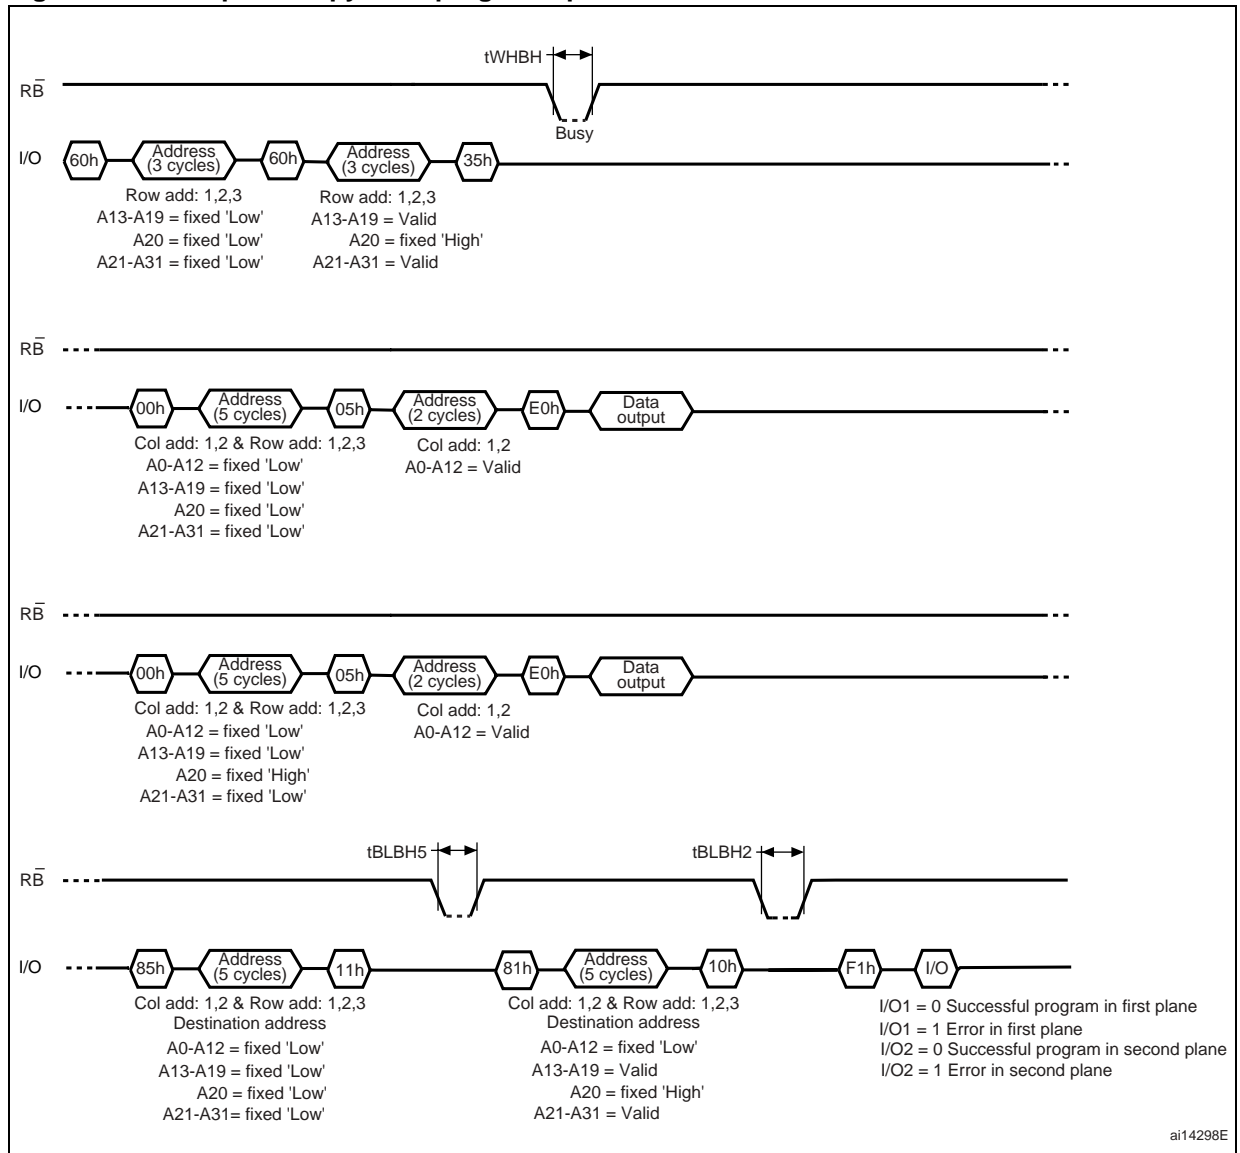 tWHBH
RB̅
Busy
I/O 60h Address (3 cycles) 60h Address (3 cycles) 35h
Row add: 1,2,3 Row add: 1,2,3
A13-A19 = fixed 'Low' A13-A19 = Valid
A20 = fixed 'Low' A20 = fixed 'High'
A21-A31 = fixed 'Low' A21-A31 = Valid
RB̅
I/O 00h Address (5 cycles) 05h Address (2 cycles) E0h Data output
Col add: 1,2 & Row add: 1,2,3 Col add: 1,2
A0-A12 = fixed 'Low' A0-A12 = Valid
A13-A19 = fixed 'Low'
A20 = fixed 'Low'
A21-A31 = fixed 'Low'
RB̅
I/O 00h Address (5 cycles) 05h Address (2 cycles) E0h Data output
Col add: 1,2 & Row add: 1,2,3 Col add: 1,2
A0-A12 = fixed 'Low' A0-A12 = Valid
A13-A19 = fixed 'Low'
A20 = fixed 'High'
A21-A31 = fixed 'Low'
tBLBH5 tBLBH2
RB̅
I/O 85h Address (5 cycles) 11h 81h Address (5 cycles) 10h F1h I/O
Col add: 1,2 & Row add: 1,2,3 Col add: 1,2 & Row add: 1,2,3 I/O1 = 0 Successful program in first plane
Destination address Destination address I/O1 = 1 Error in first plane
A0-A12 = fixed 'Low' A0-A12 = fixed 'Low' I/O2 = 0 Successful program in second plane
A13-A19 = fixed 'Low' A13-A19 = Valid I/O2 = 1 Error in second plane
A20 = fixed 'Low' A20 = fixed 'High'
A21-A31= fixed 'Low' A21-A31 = Valid
ai14298E